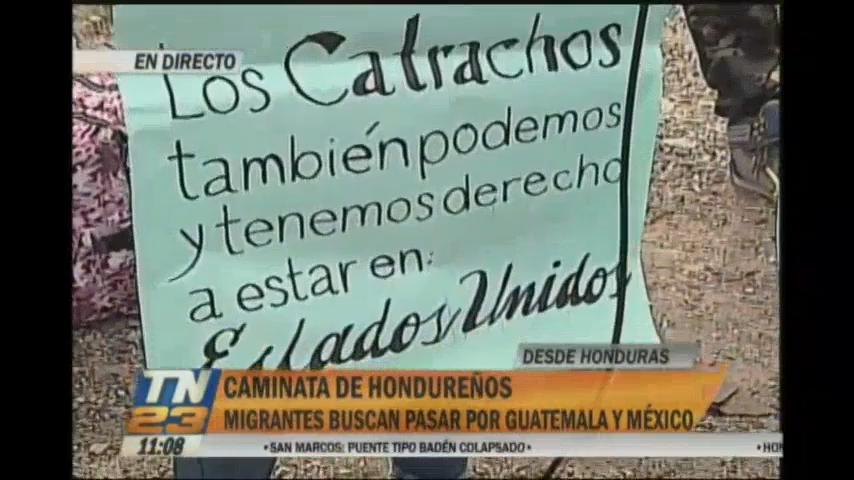 EN DIRECTO
Los Catrachos
también podemos
y tenemos derecho
a estar en:
Estados Unidos
DESDE HONDURAS
TN
23
CAMINATA DE HONDUREÑOS
MIGRANTES BUSCAN PASAR POR GUATEMALA Y MÉXICO
11:08
•SAN MARCOS: PUENTE TIPO BADÉN COLAPSADO•